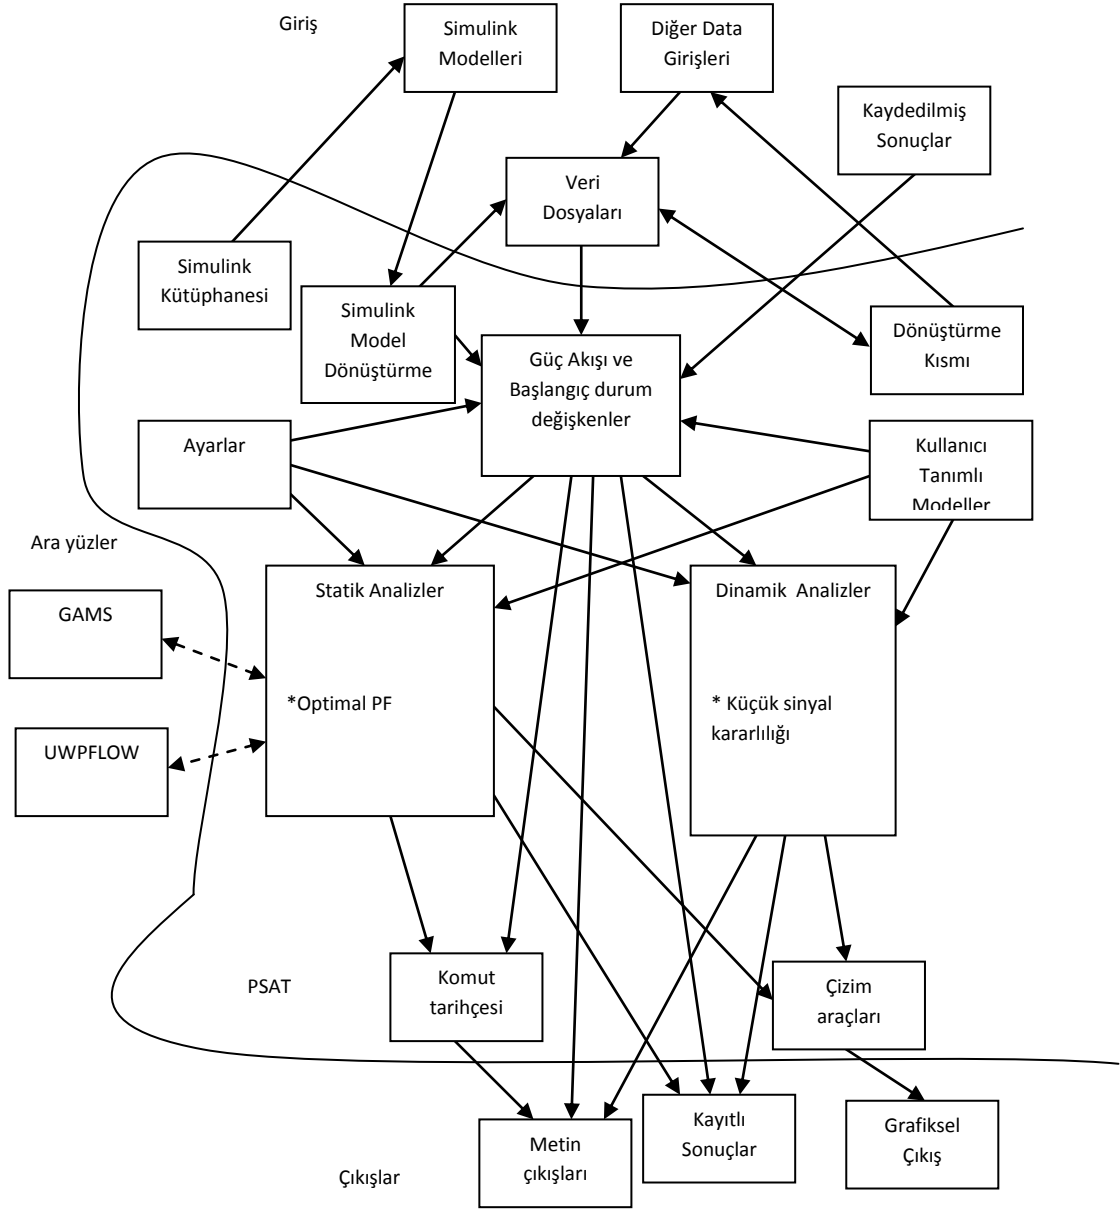 Giriş
Simulink
Modelleri
Diğer Data
Girişleri
Kaydedilmiş
Sonuçlar
Veri
Dosyaları
Simulink
Kütüphanesi
Simulink
Model
Dönüştürme
Dönüştürme
Kısmı
Güç Akışı ve
Başlangıç durum
değişkenler
Ayarlar
Kullanıcı
Tanımlı
Modeller
Ara yüzler
GAMS
Statik Analizler
*Optimal PF
Dinamik Analizler
* Küçük sinyal
kararlılığı
UWPFLOW
PSAT
Komut
tarihçesi
Çizim
araçları
Metin
çıkışları
Kayıtlı
Sonuçlar
Grafiksel
Çıkış
Çıkışlar